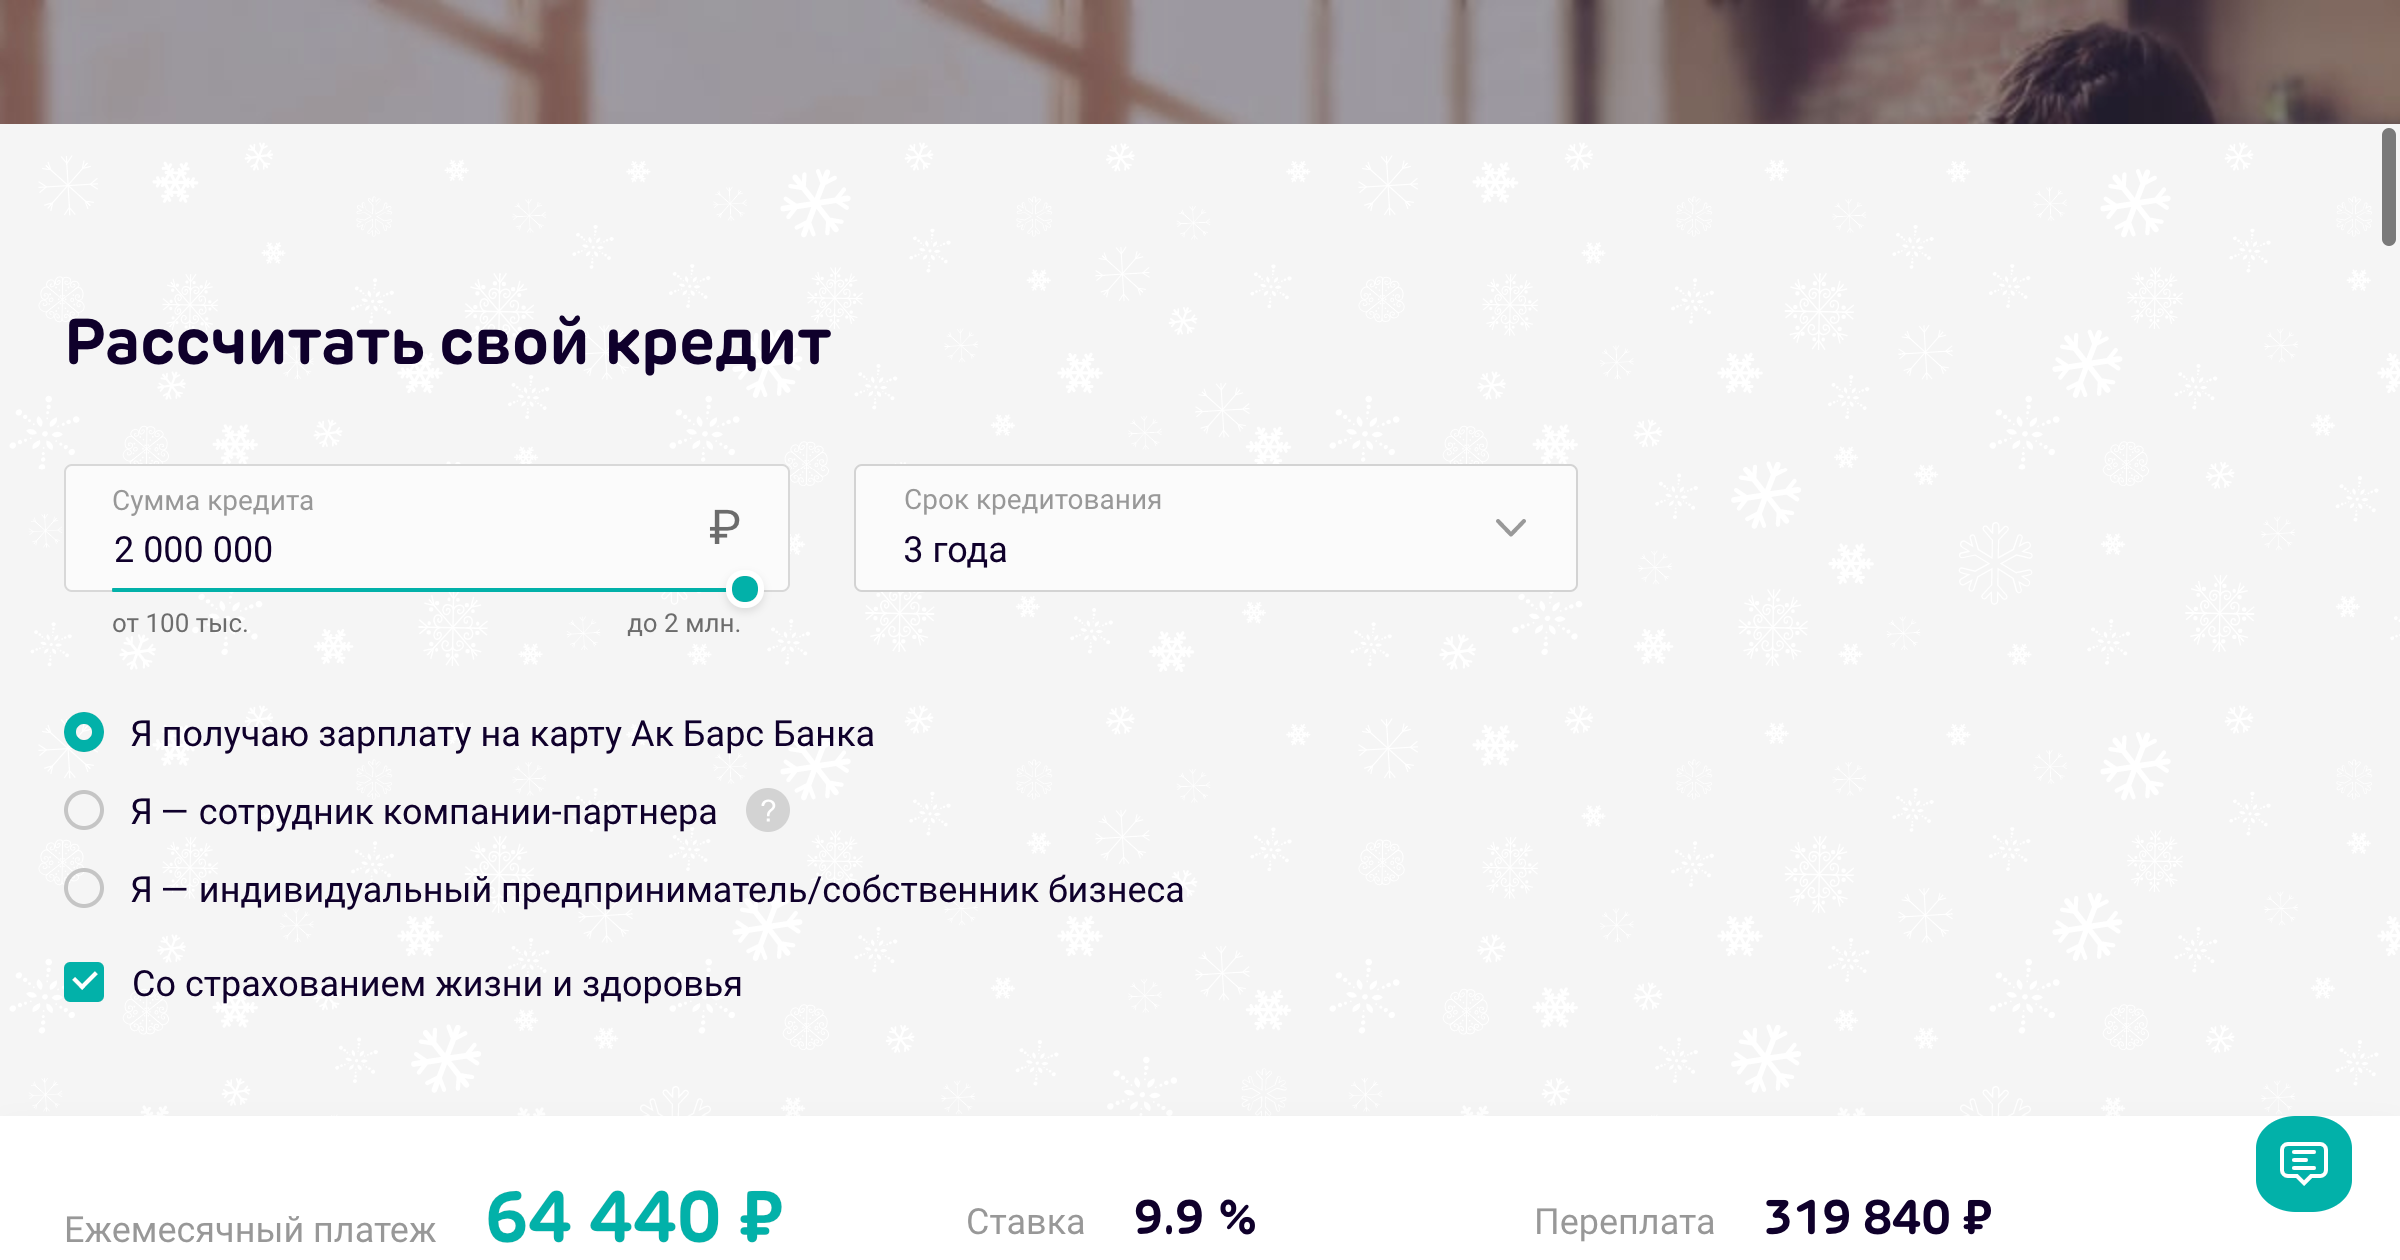 Рассчитать свой кредит
Сумма кредита
2 000 000
₽
от 100 тыс.
до 2 млн.
Срок кредитования
3 года
Я получаю зарплату на карту Ак Барс Банка
Я — сотрудник компании-партнера ?
Я — индивидуальный предприниматель/собственник бизнеса
Со страхованием жизни и здоровья
Ежемесячный платеж 64 440 ₽
Ставка 9.9 %
Переплата 319 840 ₽